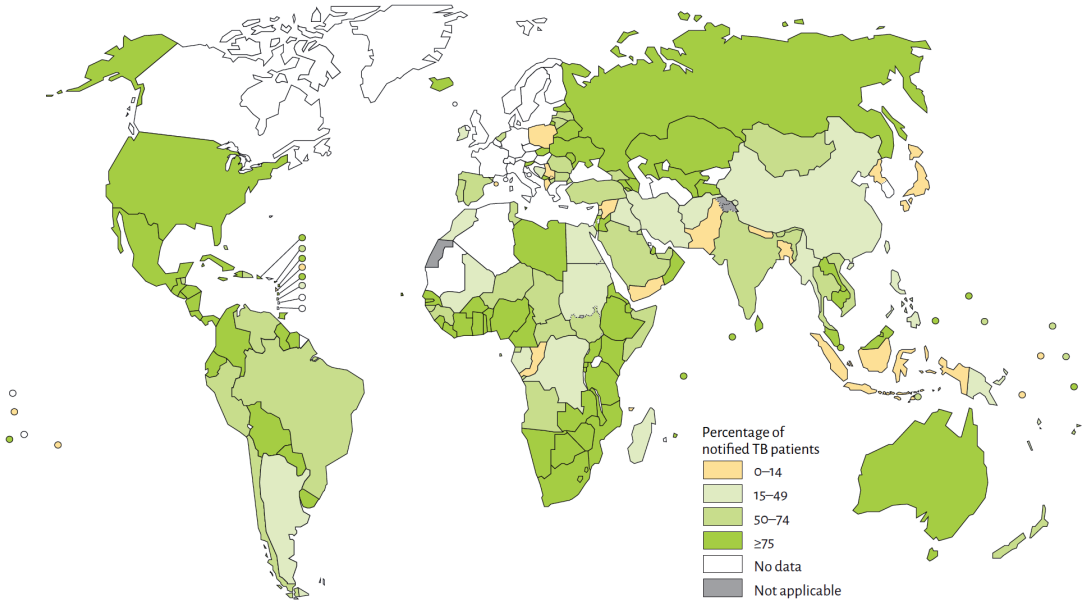 Percentage of
notified TB patients
0–14
15–49
50–74
≥75
No data
Not applicable